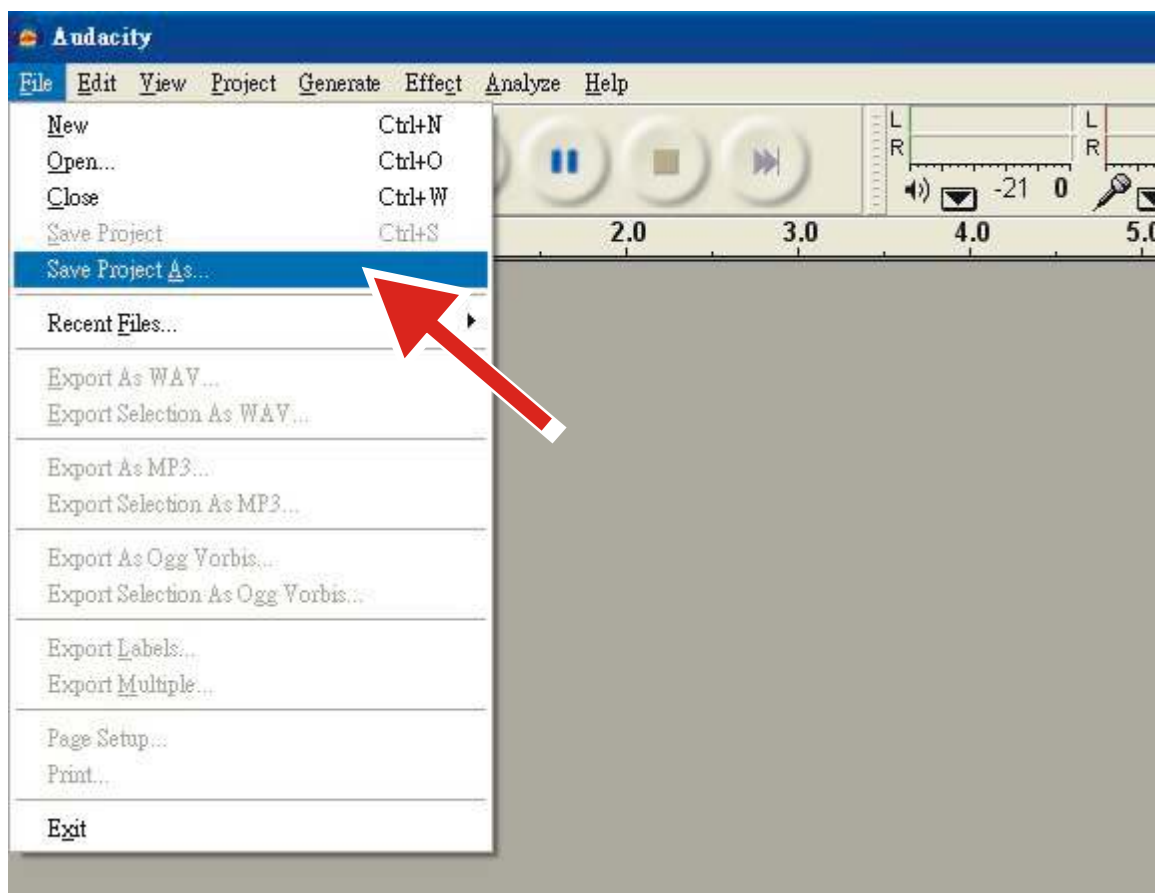 Audacity
File Edit View Project Generate Effect Analyze Help
New Ctrl+N
Open... Ctrl+O
Close Ctrl+W
Save Project Ctrl+S
Save Project As...
Recent Files...
Export As WAV...
Export Selection As WAV...
Export As MP3...
Export Selection As MP3...
Export As Ogg Vorbis...
Export Selection As Ogg Vorbis...
Export Labels...
Export Multiple...
Page Setup...
Print...
Exit
L L
R R
-21 0
2.0 3.0 4.0 5.0